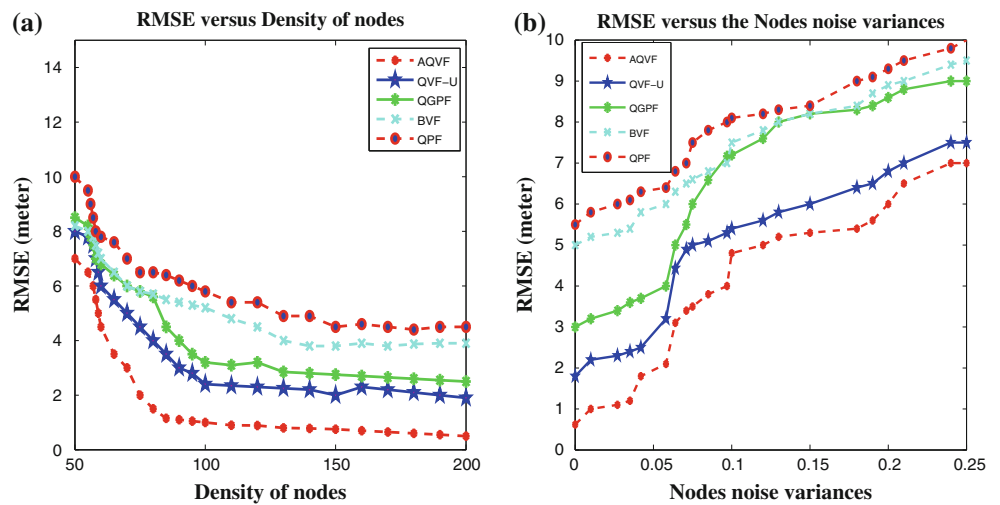 (a)
RMSE versus Density of nodes
14
12
10
8
6
4
2
0
RMSE (meter)
AQVF
QVF-U
QGPF
BVF
QPF
50
100
150
200
Density of nodes
(b)
RMSE versus the Nodes noise variances
10
9
8
7
6
5
4
3
2
1
0
RMSE (meter)
AQVF
QVF-U
QGPF
BVF
QPF
0
0.05
0.1
0.15
0.2
0.25
Nodes noise variances